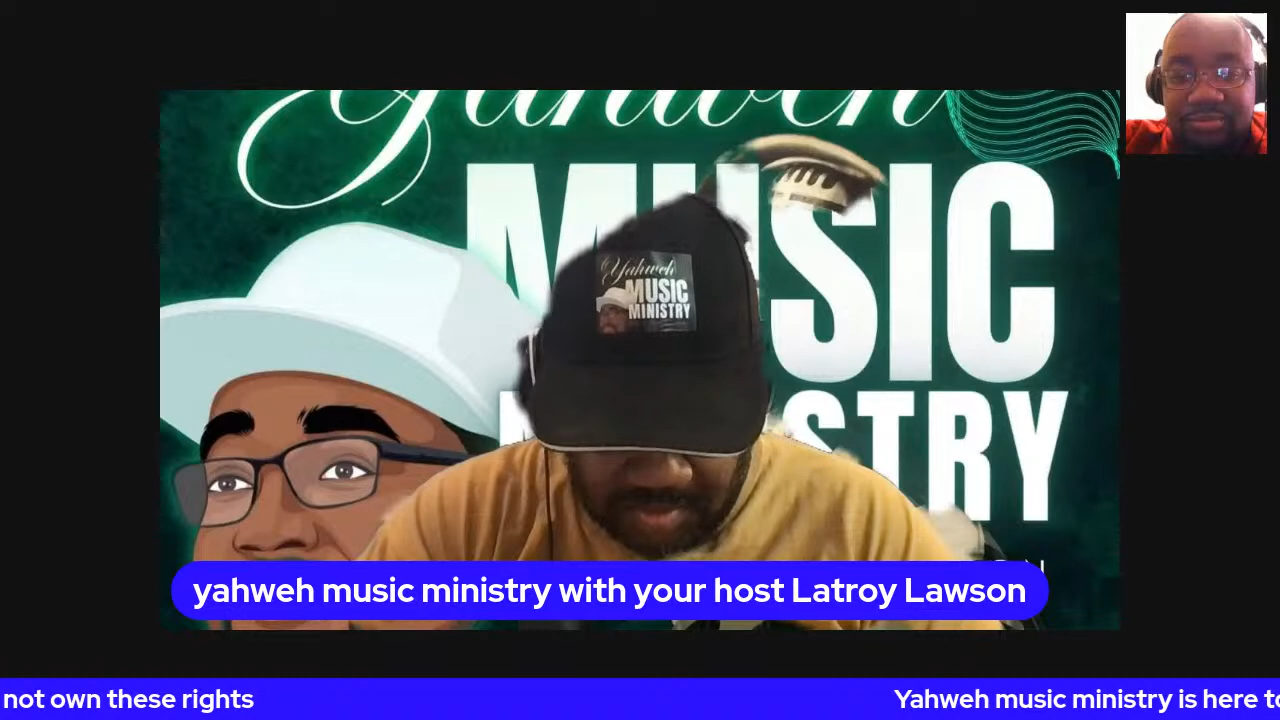 Yahweh
MUSIC
Yahweh
MUSIC
MINISTRY
yahweh music ministry with your host Latroy Lawson
not own these rights
Yahweh music ministry is here to